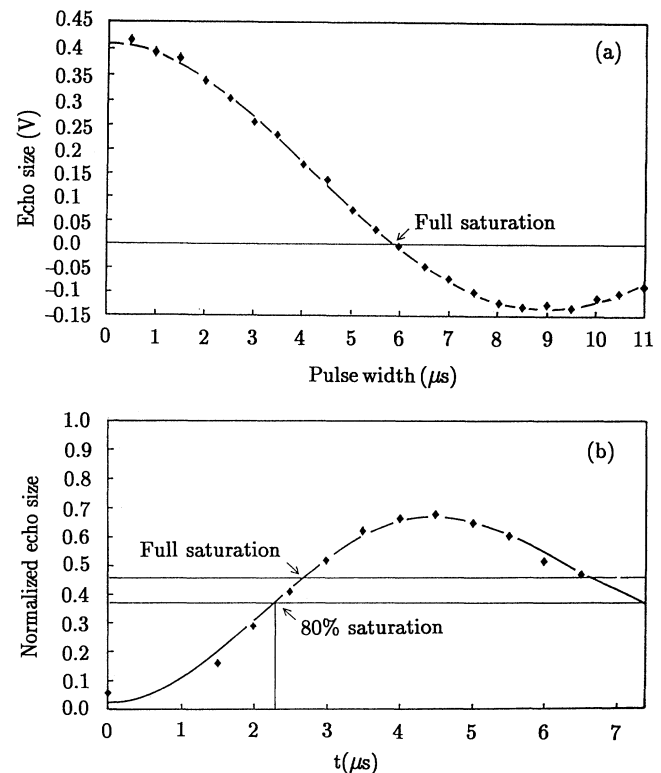 0.45
0.4
0.35
0.3
0.25
0.2
0.15
0.1
0.05
0.0
−0.05
−0.1
−0.15
Echo size (V)
(a)
Full saturation
0 1 2 3 4 5 6 7 8 9 10 11
Pulse width (μs)
1.0
0.9
0.8
0.7
0.6
0.5
0.4
0.3
0.2
0.1
0.0
Normalized echo size
(b)
Full saturation
80% saturation
0 1 2 3 4 5 6 7
t(μs)